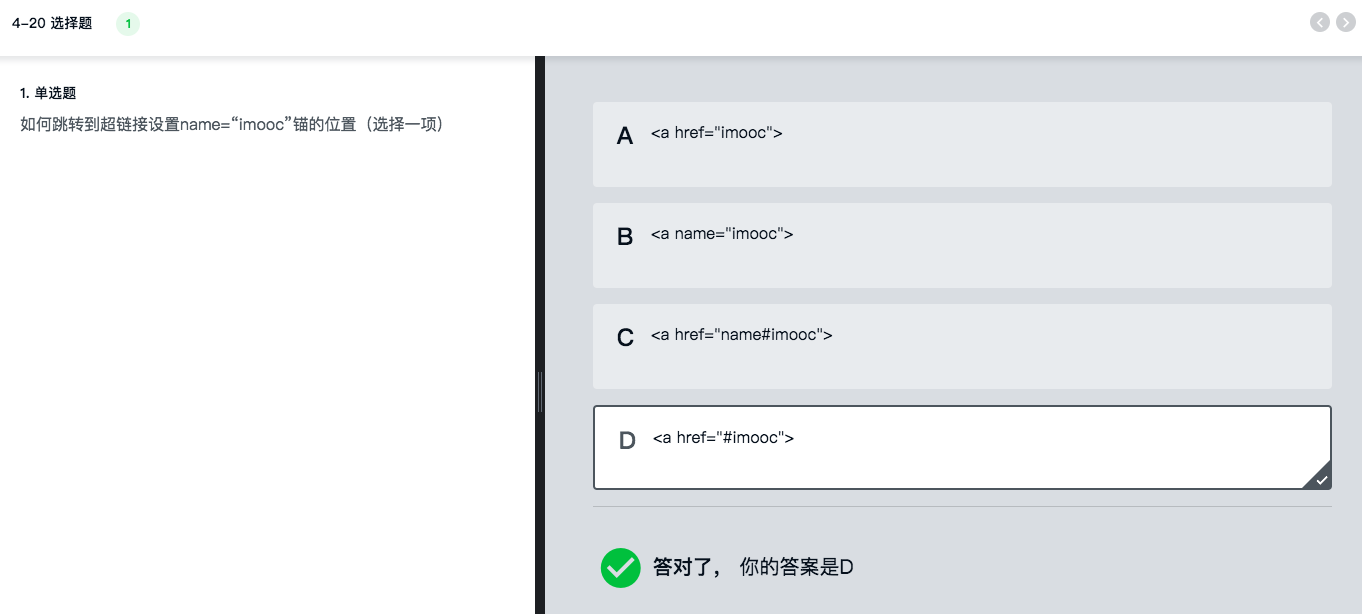 4-20 选择题 1
1. 单选题
如何跳转到超链接设置name=“imooc”锚的位置（选择一项）
A <a href="imooc">
B <a name="imooc">
C <a href="name#imooc">
D <a href="#imooc">
答对了， 你的答案是D